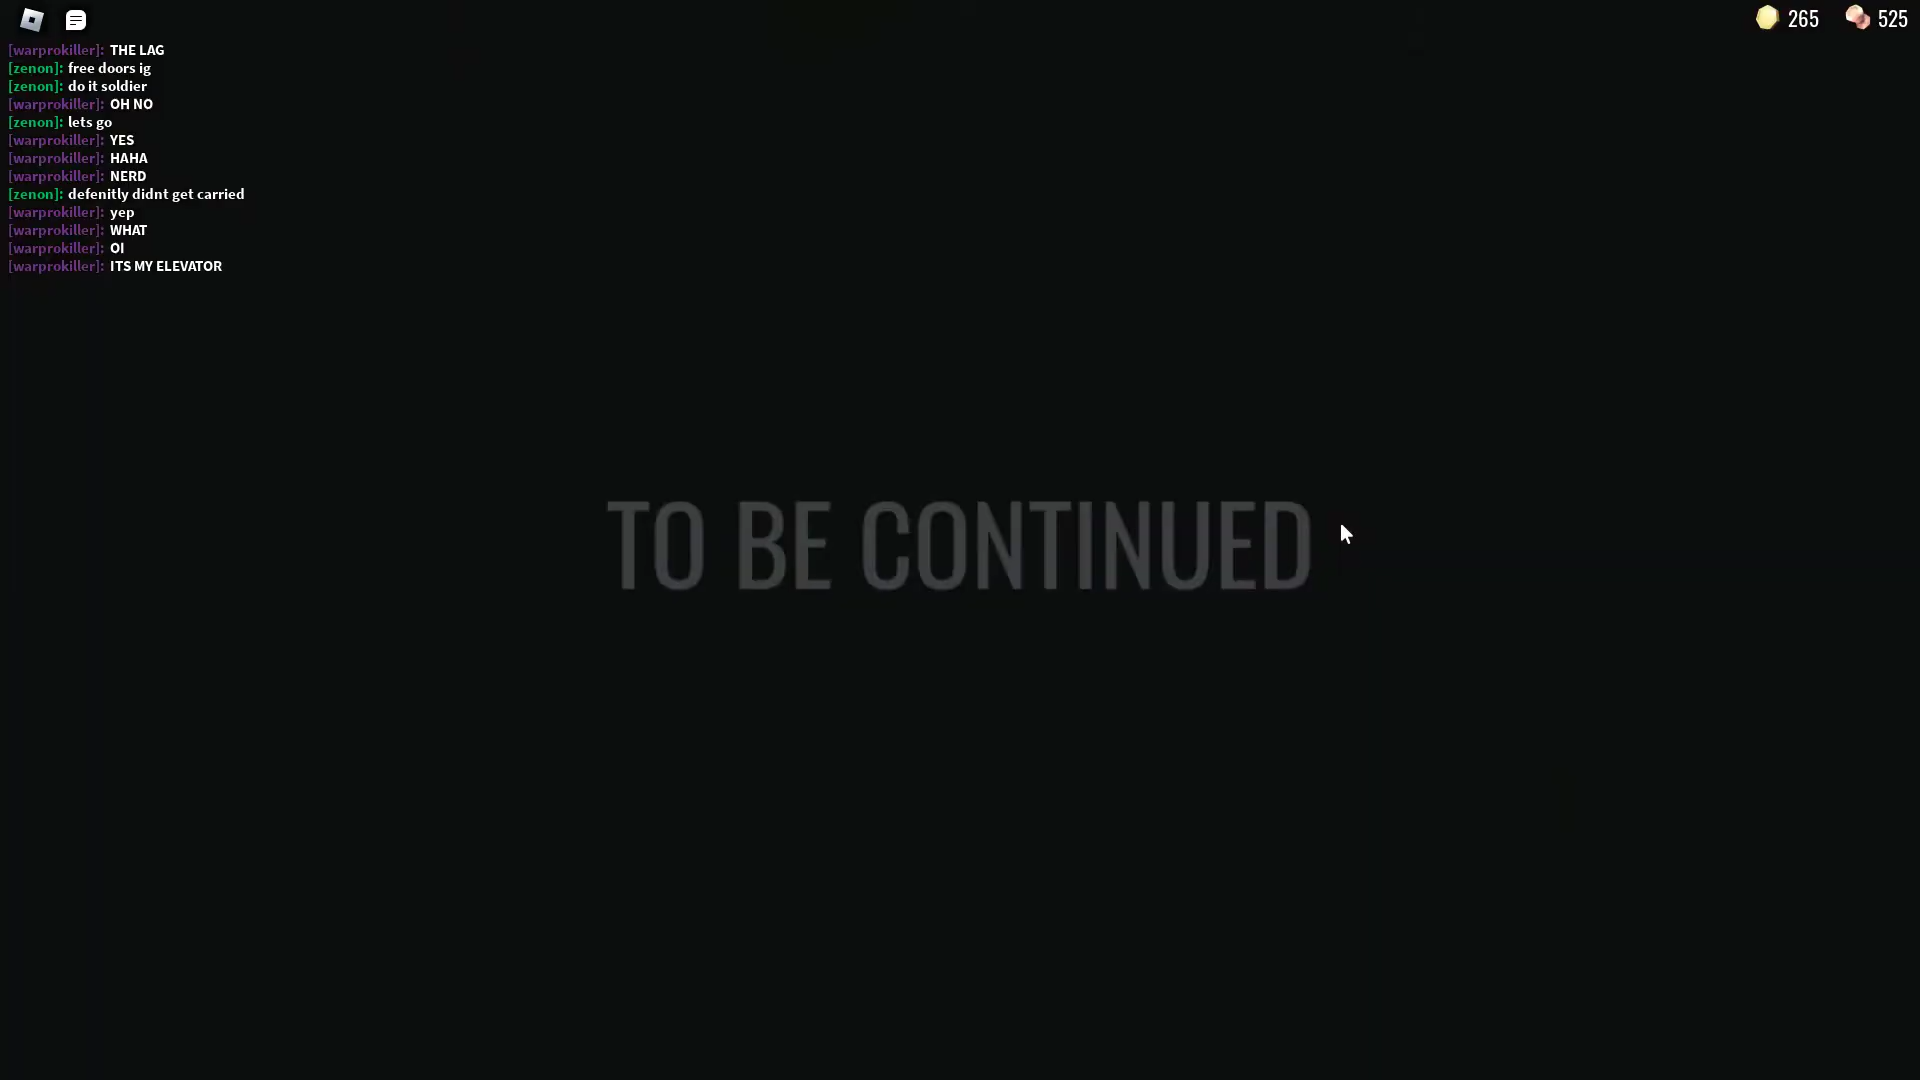 265 525
[warprokiller]: THE LAG
[zenon]: free doors ig
[zenon]: do it soldier
[warprokiller]: OH NO
[zenon]: lets go
[warprokiller]: YES
[warprokiller]: HAHA
[warprokiller]: NERD
[zenon]: defenitly didnt get carried
[warprokiller]: yep
[warprokiller]: WHAT
[warprokiller]: OI
[warprokiller]: ITS MY ELEVATOR
TO BE CONTINUED